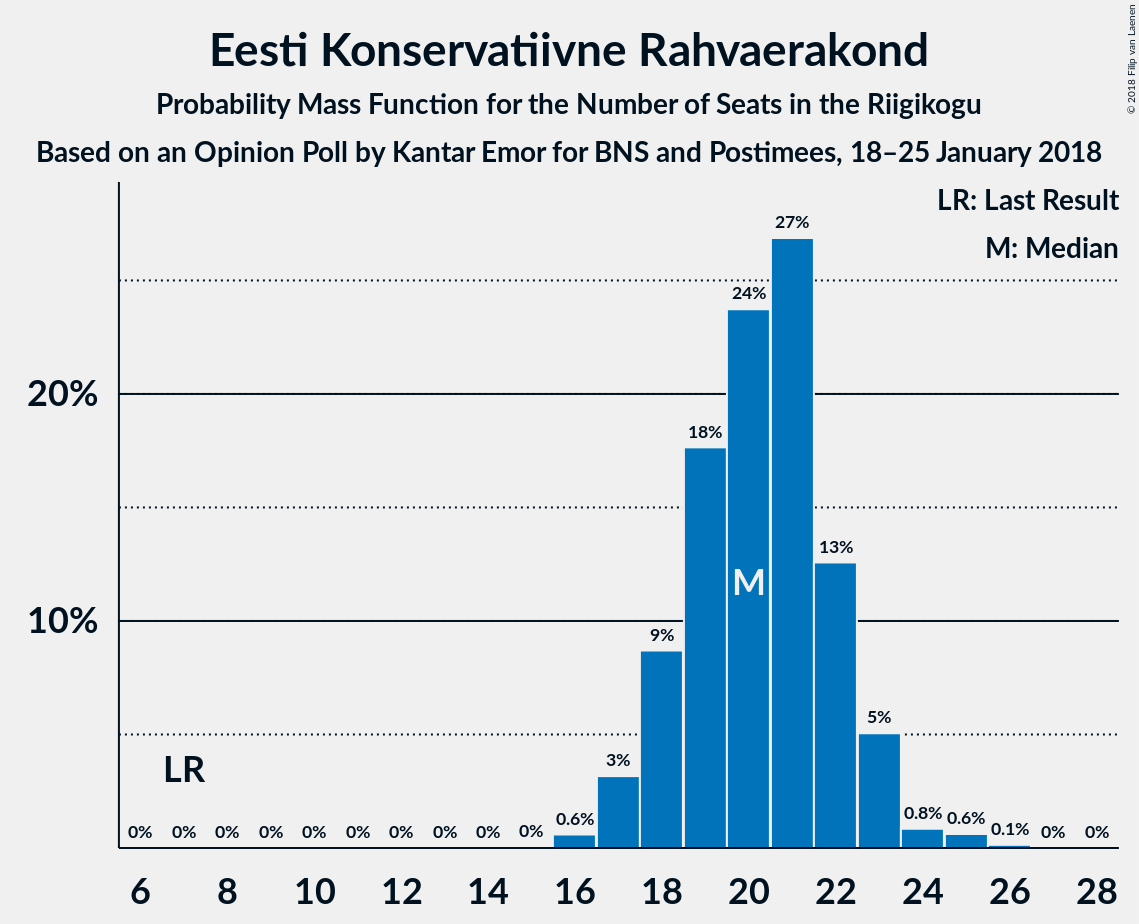 Eesti Konservatiivne Rahvaerakond
Probability Mass Function for the Number of Seats in the Riigikogu
Based on an Opinion Poll by Kantar Emor for BNS and Postimees, 18–25 January 2018
© 2018 Filip van Laenen
LR: Last Result
M: Median
27%
24%
20%
18%
13%
M
10%
9%
5%
3%
LR
0% 0% 0% 0% 0% 0% 0% 0% 0% 0% 0.6% 0.8% 0.6% 0.1% 0% 0%
6 8 10 12 14 16 18 20 22 24 26 28